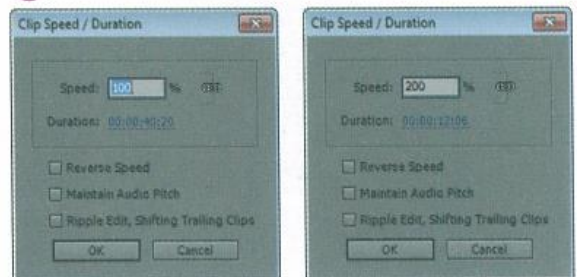 Clip Speed / Duration
Speed: 100 %
Duration: 00:00:40:20
Reverse Speed
Maintain Audio Pitch
Ripple Edit, Shifting Trailing Clips
OK Cancel
Clip Speed / Duration
Speed: 200 %
Duration: 00:00:12:06
Reverse Speed
Maintain Audio Pitch
Ripple Edit, Shifting Trailing Clips
OK Cancel